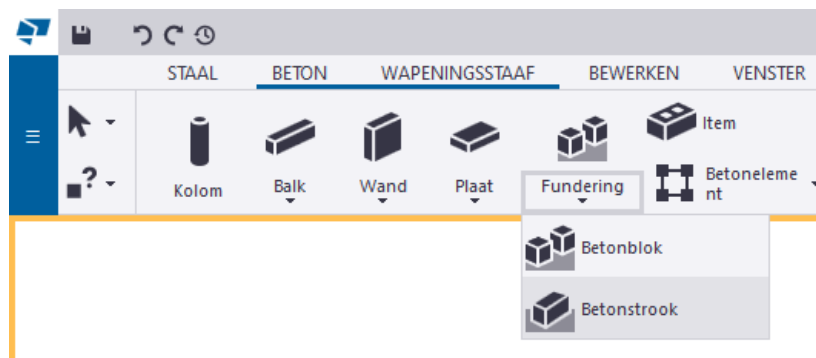 STAAL BETON WAPENINGSSTAAF BEWERKEN VENSTER
Kolom Balk Wand Plaat Fundering
Item
Betoneleme
nt
Betonblok
Betonstrook